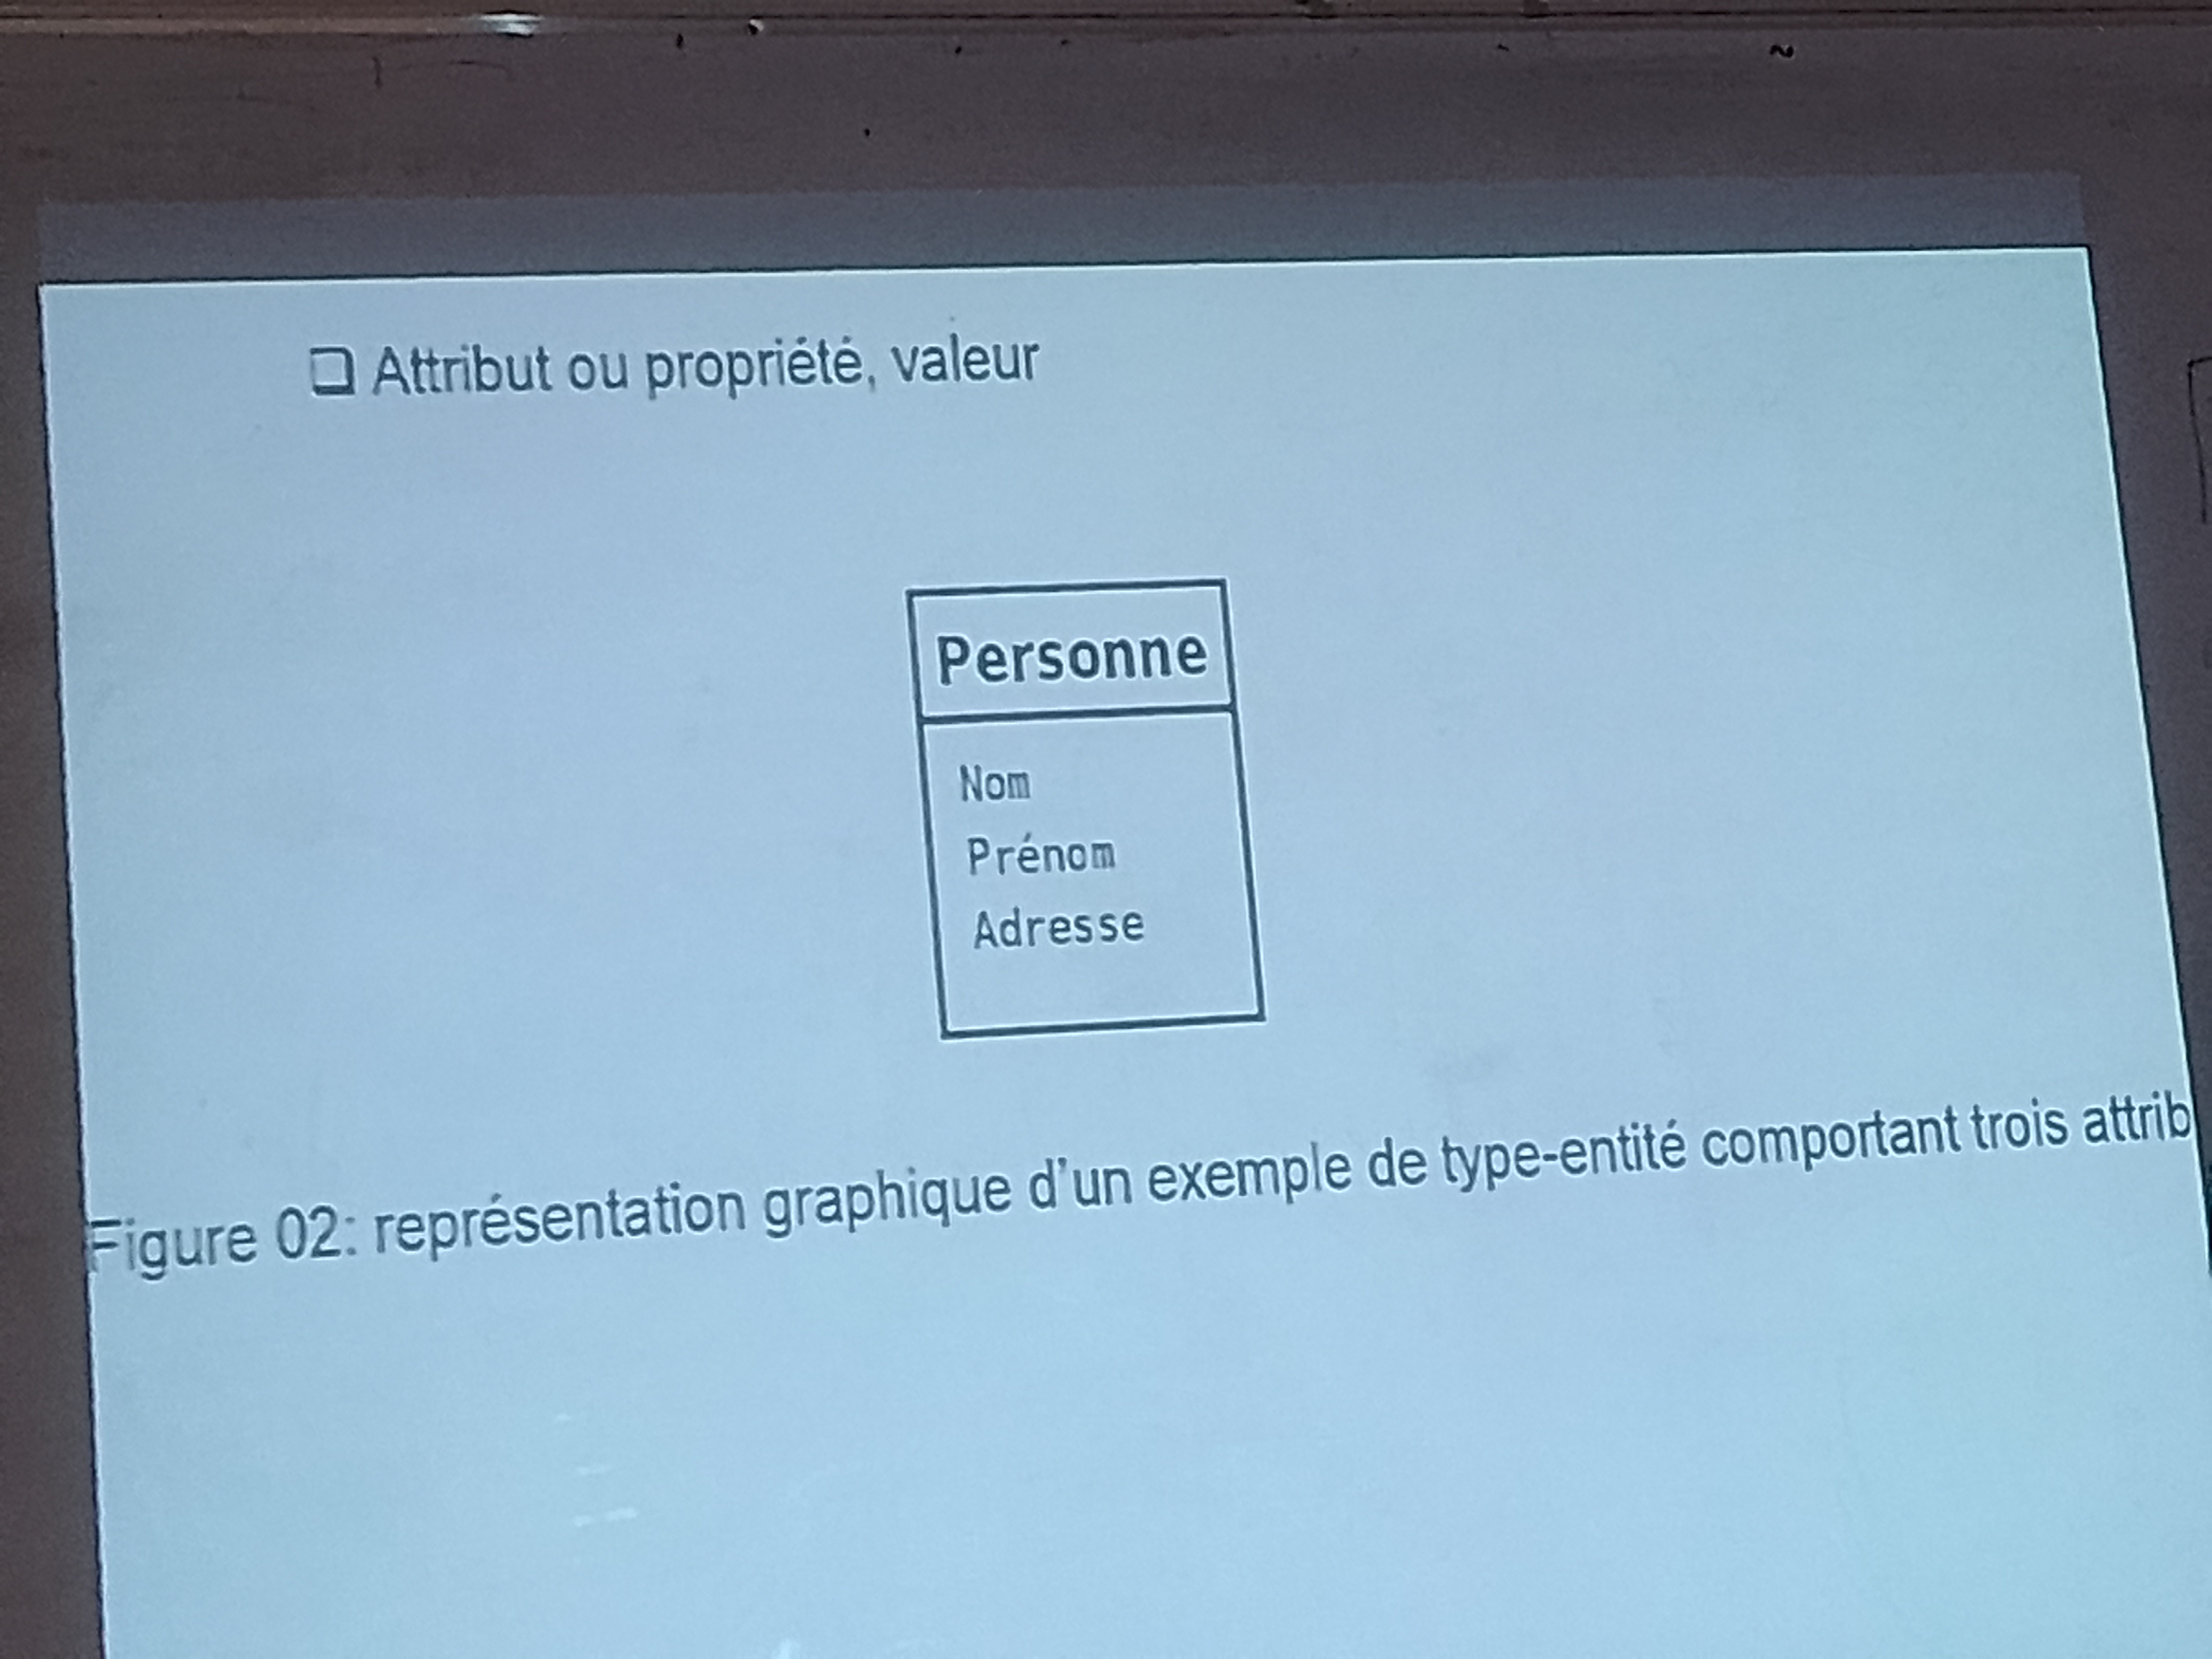 ❑ Attribut ou propriété, valeur
Personne
Nom
Prénom
Adresse
Figure 02: représentation graphique d'un exemple de type-entité comportant trois attrib